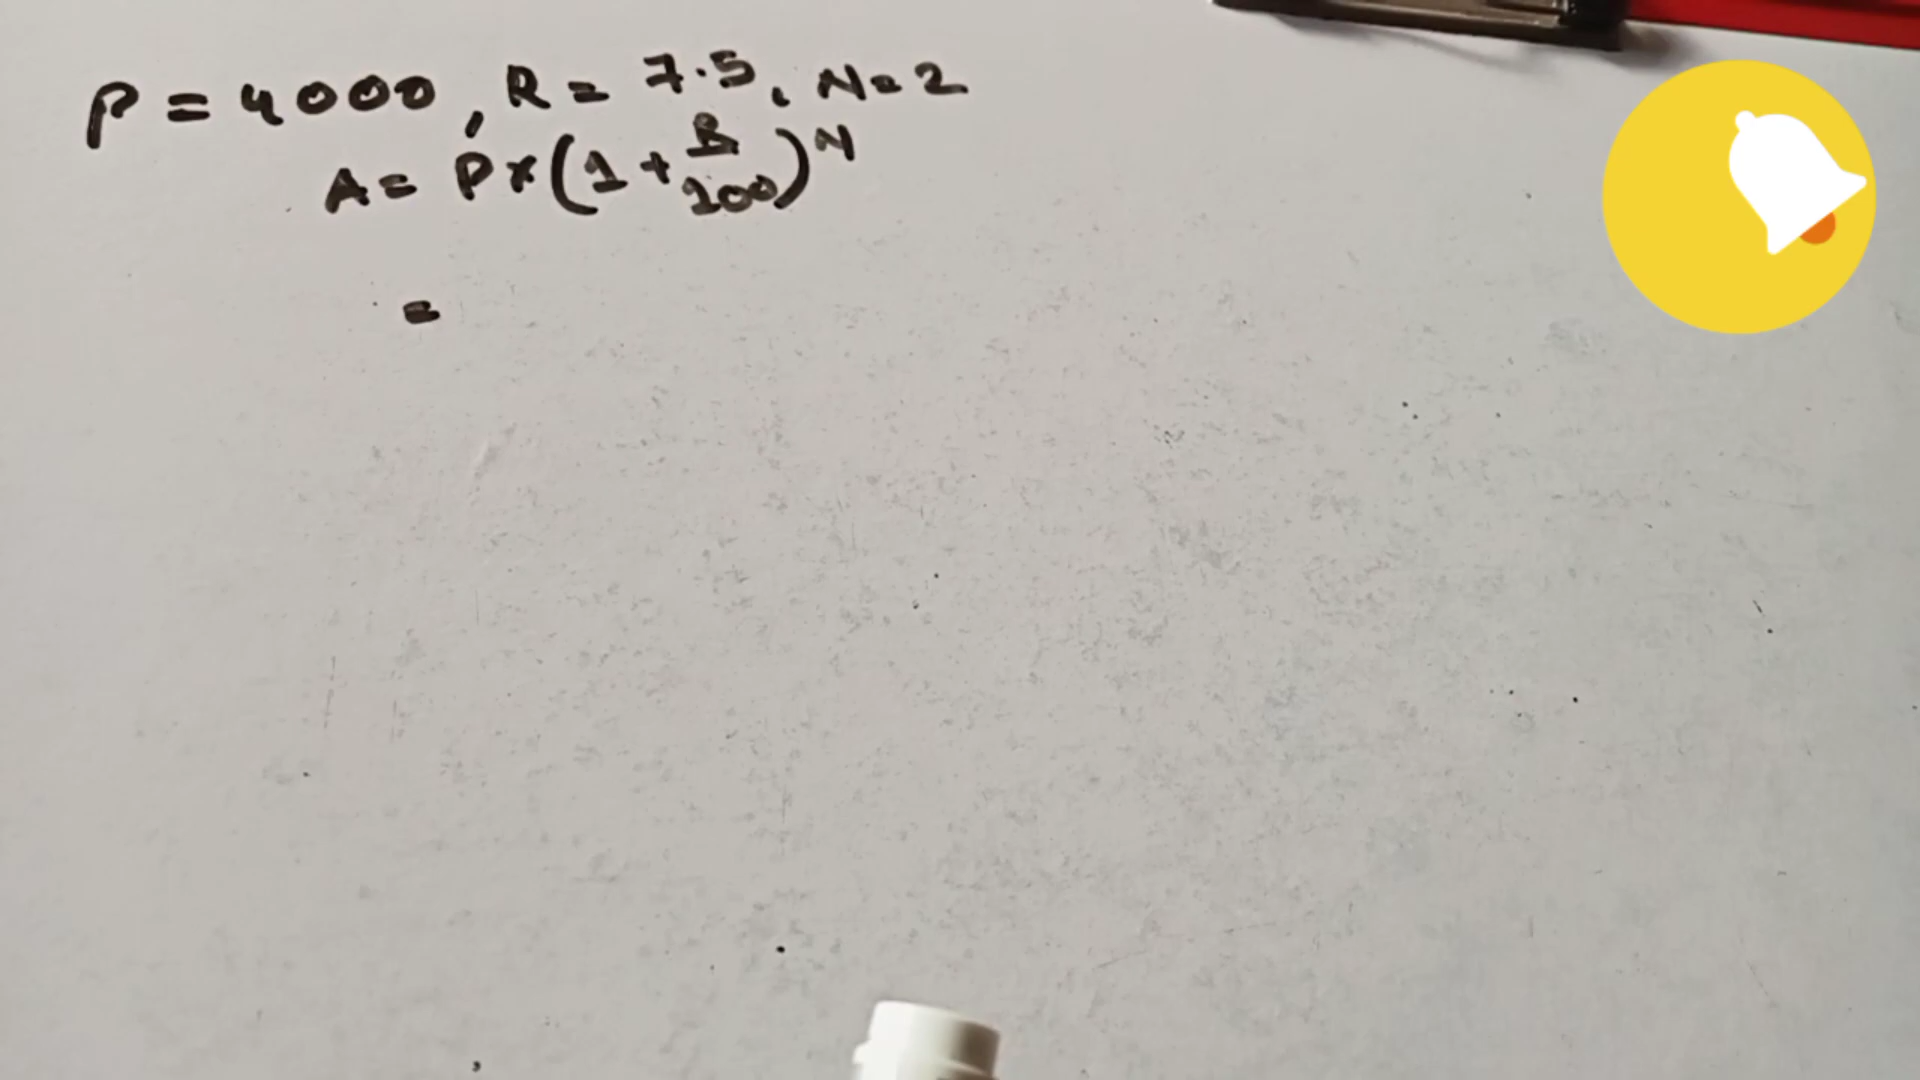 P = 4000, R = 7.5, N = 2
A = P × (1 + R/100)^N
=